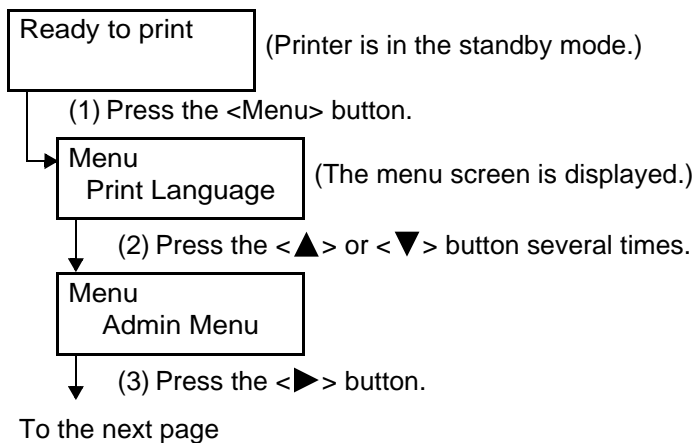 Ready to print
(Printer is in the standby mode.)
(1) Press the <Menu> button.
Menu
Print Language
(The menu screen is displayed.)
(2) Press the <▲> or <▼> button several times.
Menu
Admin Menu
(3) Press the <▶> button.
To the next page